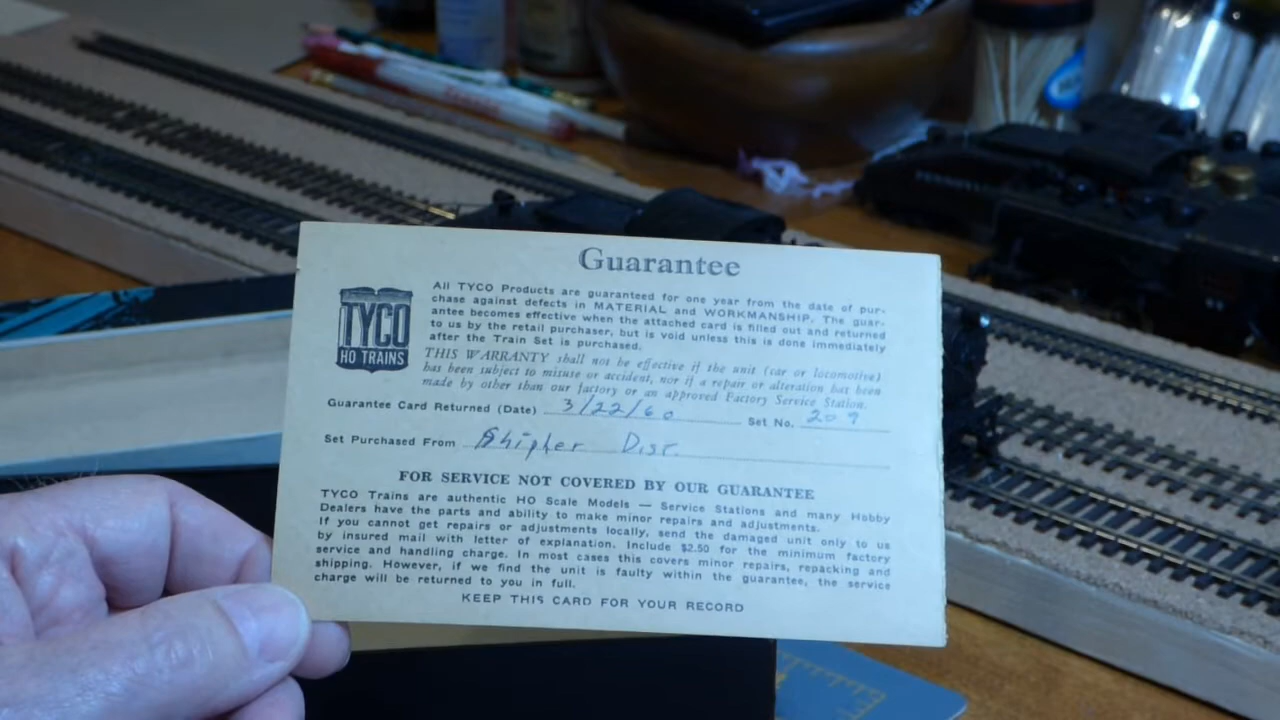 Guarantee
TYCO
HO TRAINS
All TYCO Products are guaranteed for one year from the date of pur-
chase against defects in MATERIAL and WORKMANSHIP. The guar-
antee becomes effective when the attached card is filled out and returned
to us by the retail purchaser, but is void unless this is done immediately
after the Train Set is purchased.
THIS WARRANTY shall not be effective if the unit (car or locomotive)
has been subject to misuse or accident, nor if a repair or alteration has been
made by other than our factory or an approved Factory Service Station.
Guarantee Card Returned (Date) 3/22/60 Set No. 209
Set Purchased From Shipher Disr.
FOR SERVICE NOT COVERED BY OUR GUARANTEE
TYCO Trains are authentic HO Scale Models — Service Stations and many Hobby
Dealers have the parts and ability to make minor repairs and adjustments.
If you cannot get repairs or adjustments locally, send the damaged unit only to us
by insured mail with letter of explanation. Include $2.50 for the minimum factory
service and handling charge. In most cases this covers minor repairs, repacking and
shipping. However, if we find the unit is faulty within the guarantee, the service
charge will be returned to you in full.
KEEP THIS CARD FOR YOUR RECORD